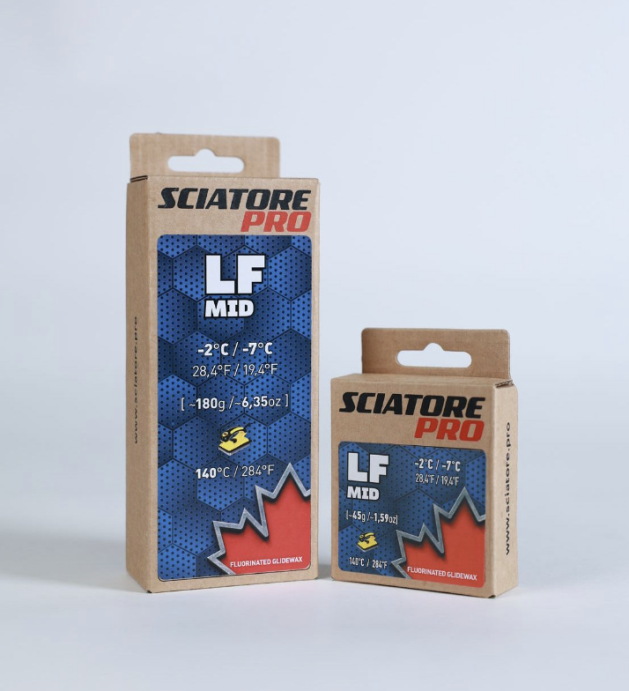 SCIATORE
PRO
LF
MID
-2°C / -7°C
28,4°F / 19,4°F
[ ~180g /~6,35oz ]
140°C / 284°F
FLUORINATED GLIDEWAX
www.sciatore.pro
SCIATORE
PRO
LF
MID
-2°C / -7°C
28,4°F / 19,4°F
[~45g /~1,59oz]
140°C / 284°F
FLUORINATED GLIDEWAX
www.sciatore.pro